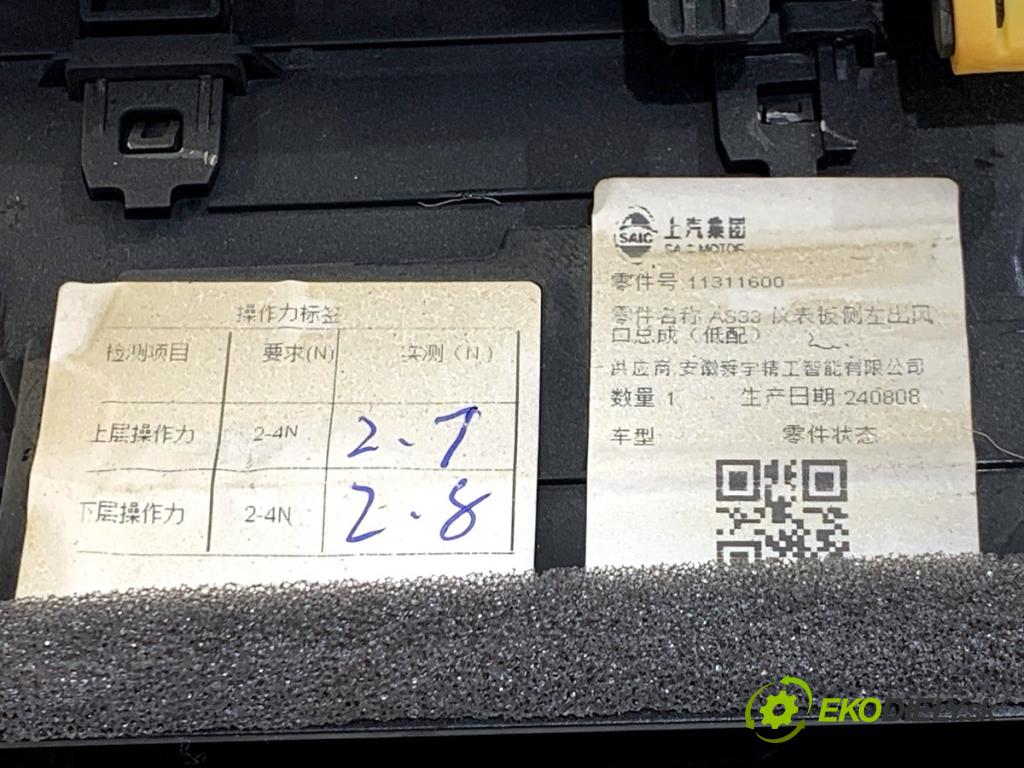 操作力标签
检测项目 要求(N) 实测（N）
上层操作力 2-4N 2.7
下层操作力 2-4N 2.8
SAIC 上汽集团
SAIC MOTOR
零件号 11311600
零件名称 AS33 仪表板侧左出风
口总成（低配）
供应商 安徽舜宇精工智能有限公司
数量 1 生产日期 240808
车型 零件状态
EKODIELY.SK